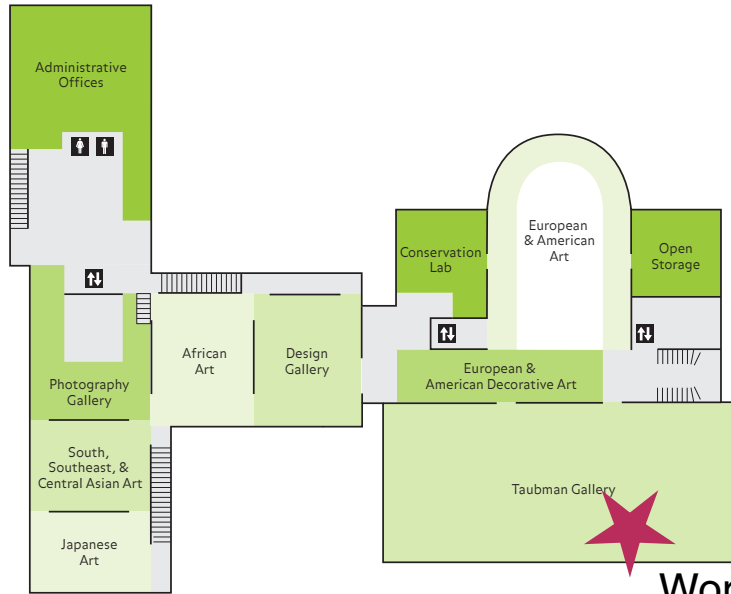 Administrative
Offices
European
& American
Art
Conservation
Lab
Open
Storage
African
Art
Design
Gallery
European &
American Decorative Art
Photography
Gallery
South,
Southeast, &
Central Asian Art
Taubman Gallery
Japanese
Art